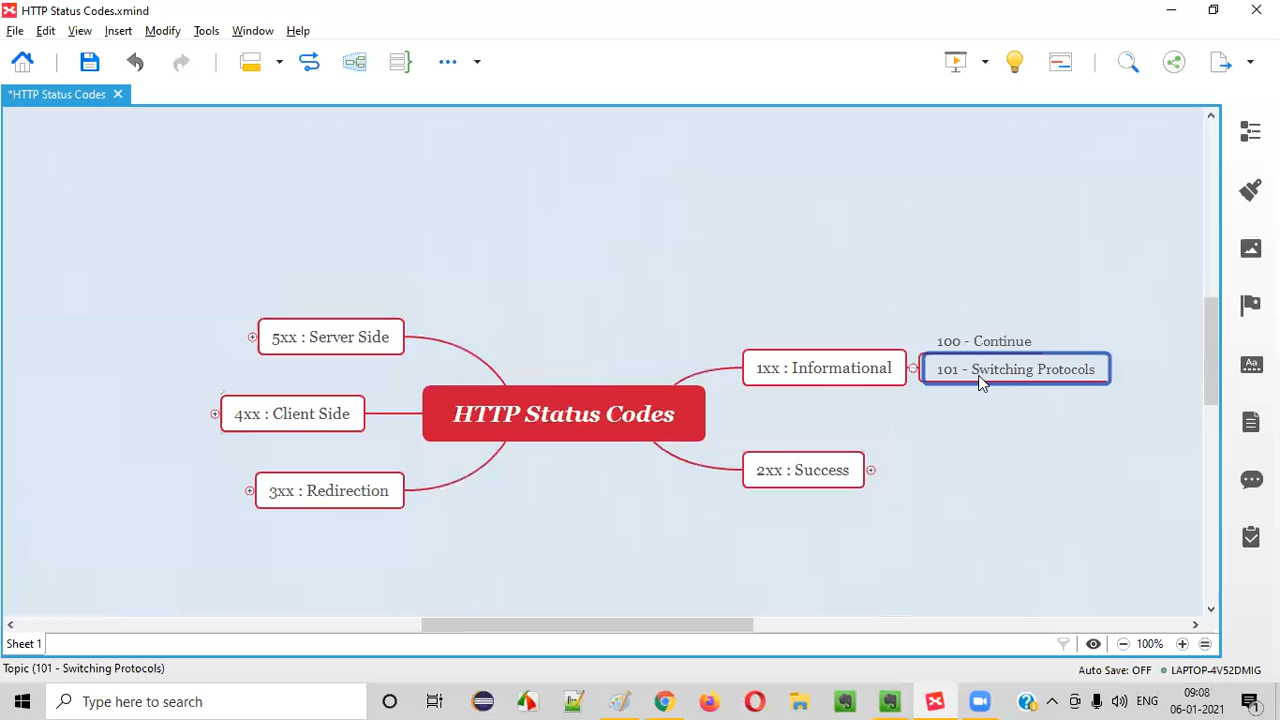 HTTP Status Codes.xmind
File Edit View Insert Modify Tools Window Help
*HTTP Status Codes
5xx : Server Side
4xx : Client Side
3xx : Redirection
HTTP Status Codes
1xx : Informational
100 - Continue
101 - Switching Protocols
2xx : Success
Aa
Sheet 1
100%
Topic (101 - Switching Protocols)
Auto Save: OFF
LAPTOP-4V52DMIG
Type here to search
ENG
09:08
06-01-2021
1